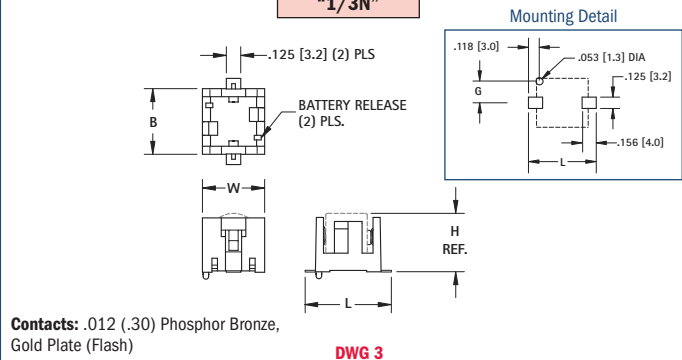 "1/3N"
Mounting Detail
.125 [3.2] (2) PLS
B
BATTERY RELEASE
(2) PLS.
W
.118 [3.0]
.053 [1.3] DIA
.125 [3.2]
G
.156 [4.0]
L
H
REF.
L
Contacts: .012 (.30) Phosphor Bronze,
Gold Plate (Flash)
DWG 3